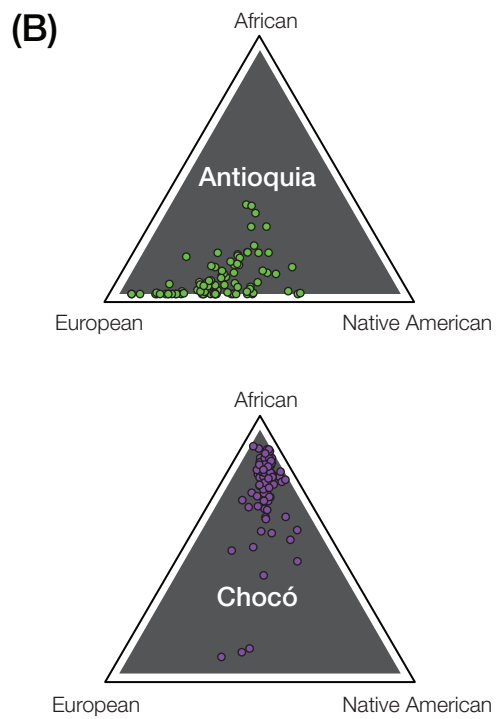 (B)
African
Antioquia
European Native American
African
Chocó
European Native American